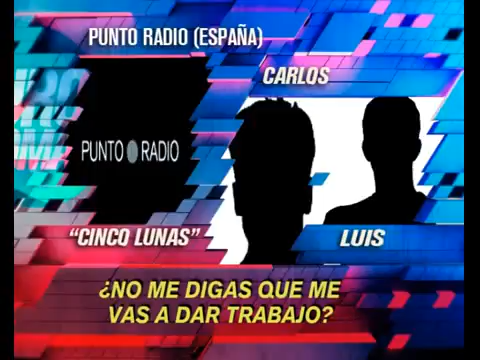 PUNTO RADIO (ESPAÑA)
CARLOS
PUNTO RADIO
"CINCO LUNAS"
LUIS
¿NO ME DIGAS QUE ME
VAS A DAR TRABAJO?